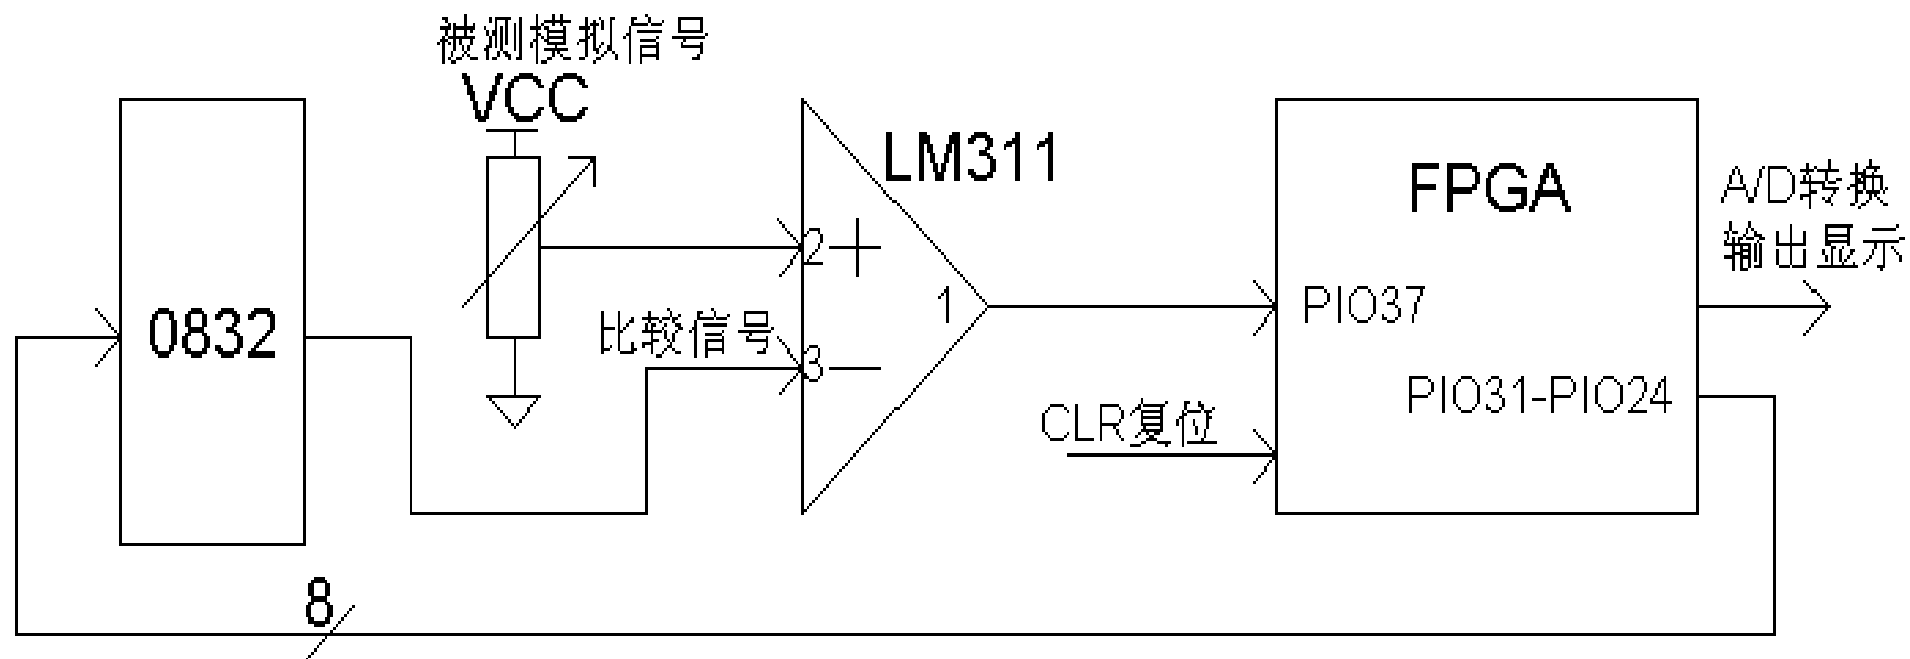 被测模拟信号
VCC
LM311
FPGA
A/D转换
输出显示
2
1
PIO37
0832
比较信号
3
PIO31-PIO24
CLR复位
8